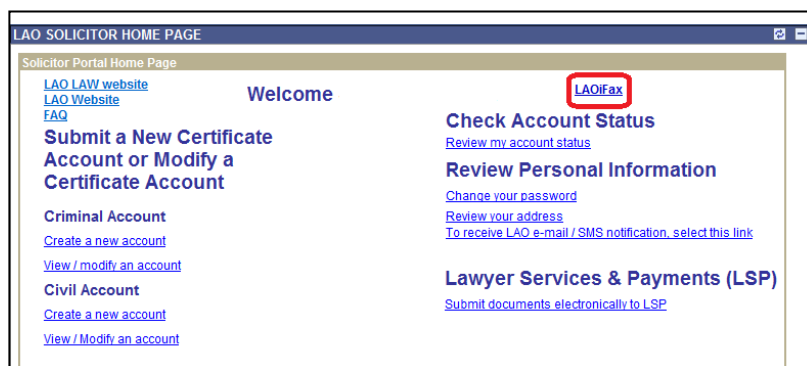 LAO SOLICITOR HOME PAGE
Solicitor Portal Home Page
LAO LAW website
LAO Website
FAQ
Welcome
LAOiFax
Submit a New Certificate
Account or Modify a
Certificate Account
Criminal Account
Create a new account
View / modify an account
Civil Account
Create a new account
View / Modify an account
Check Account Status
Review my account status
Review Personal Information
Change your password
Review your address
To receive LAO e-mail / SMS notification, select this link
Lawyer Services & Payments (LSP)
Submit documents electronically to LSP